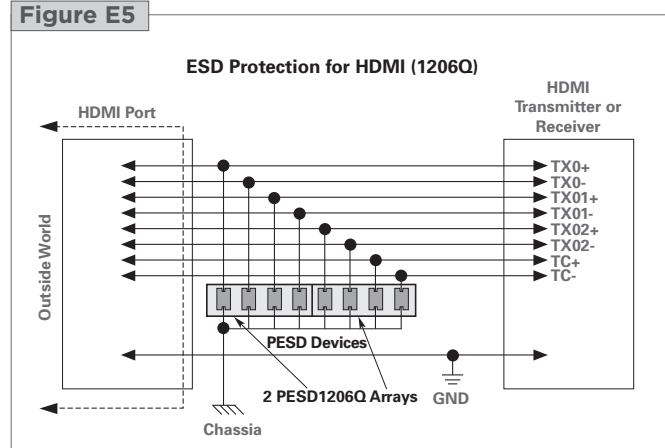 Figure E5
ESD Protection for HDMI (1206Q)
HDMI Port
HDMI
Transmitter or
Receiver
Outside World
TX0+
TX0-
TX01+
TX01-
TX02+
TX02-
TC+
TC-
PESD Devices
2 PESD1206Q Arrays
GND
Chassia